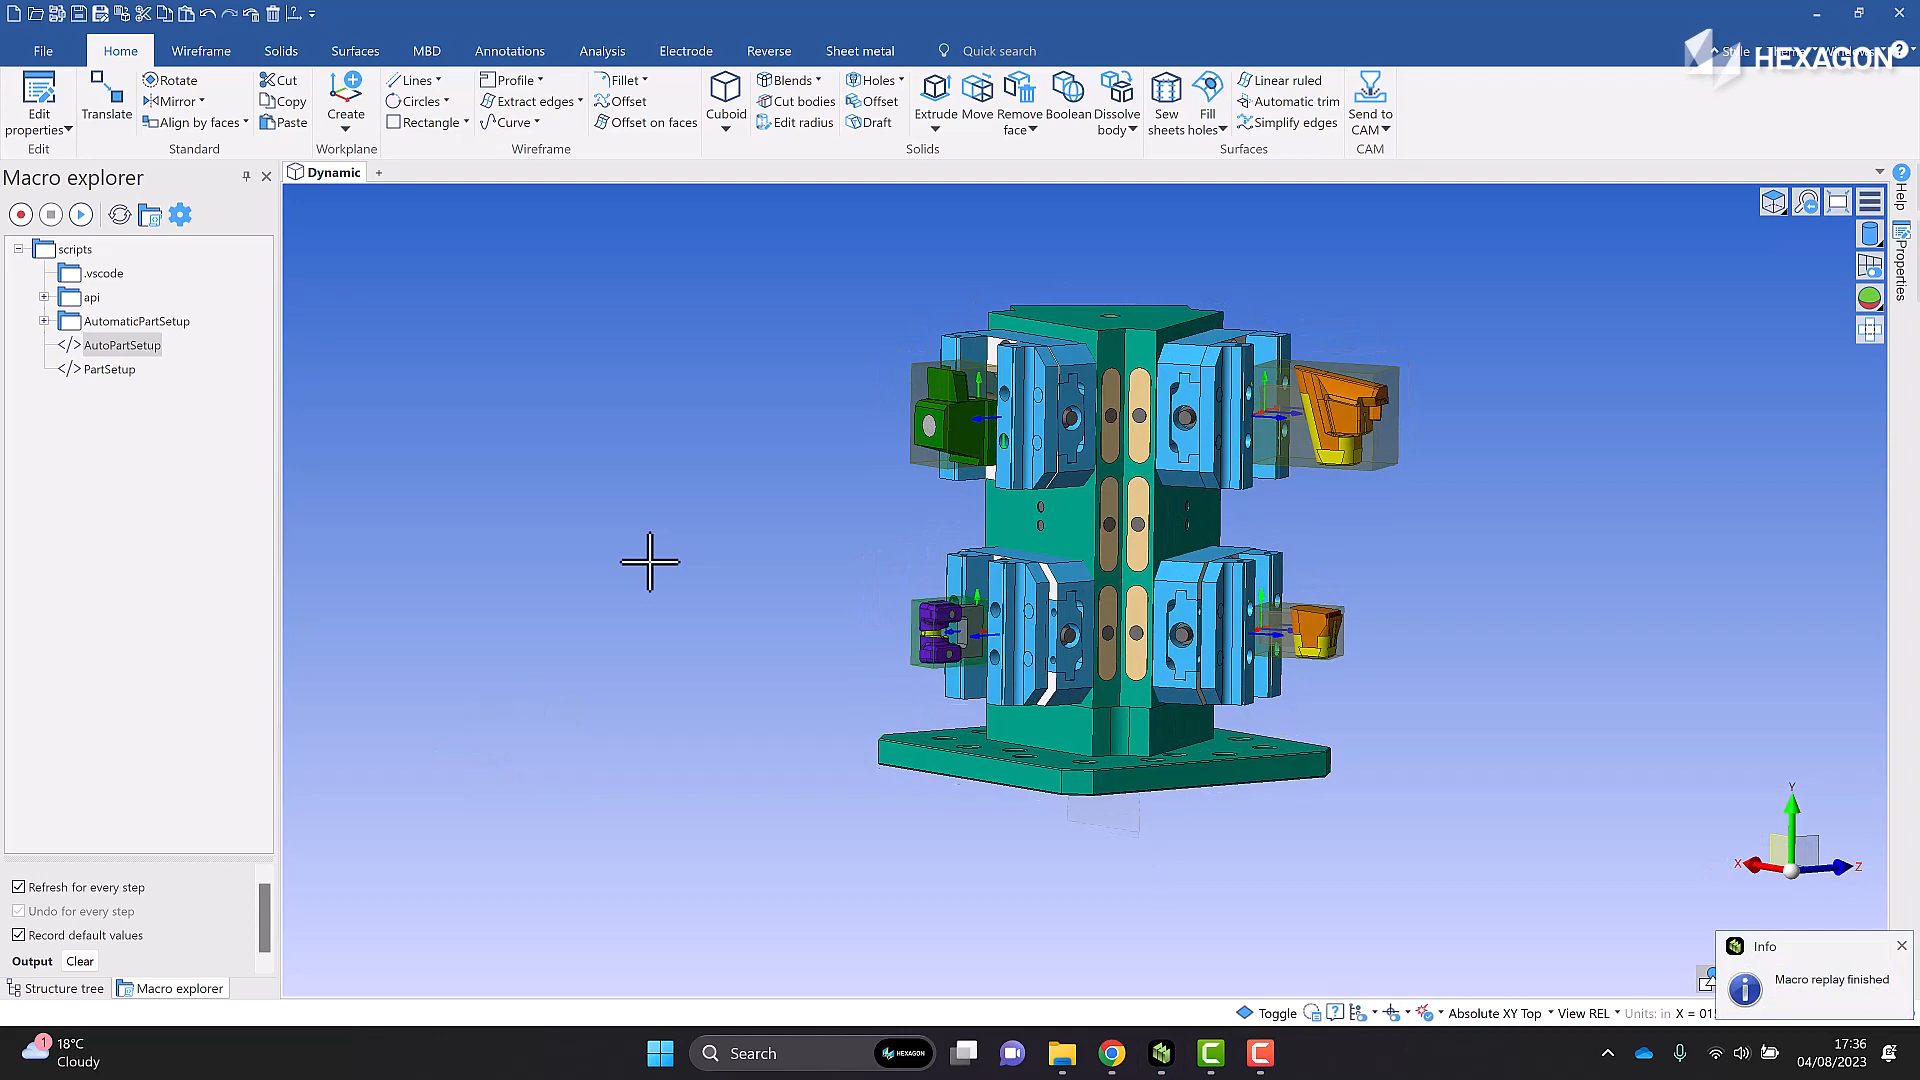 File
Home
Wireframe
Solids
Surfaces
MBD
Annotations
Analysis
Electrode
Reverse
Sheet metal
Quick search
Style
HEXAGON
Edit properties
Translate
Rotate
Mirror
Align by faces
Cut
Copy
Paste
Create
Lines
Circles
Rectangle
Profile
Extract edges
Curve
Fillet
Offset
Offset on faces
Cuboid
Blends
Cut bodies
Edit radius
Holes
Offset
Draft
Extrude
Move
Remove face
Boolean
Dissolve body
Sew sheets
Fill holes
Linear ruled
Automatic trim
Simplify edges
Send to CAM
Edit
Standard
Workplane
Wireframe
Solids
Surfaces
CAM
Macro explorer
Dynamic
+
Help
Properties
scripts
.vscode
api
AutomaticPartSetup
AutoPartSetup
PartSetup
Refresh for every step
Undo for every step
Record default values
Output
Clear
Structure tree
Macro explorer
Y
X
Z
Info
Macro replay finished
Toggle
Absolute XY Top
View REL
Units: in
1
18°C
Cloudy
Search
HEXAGON
17:36
04/08/2023